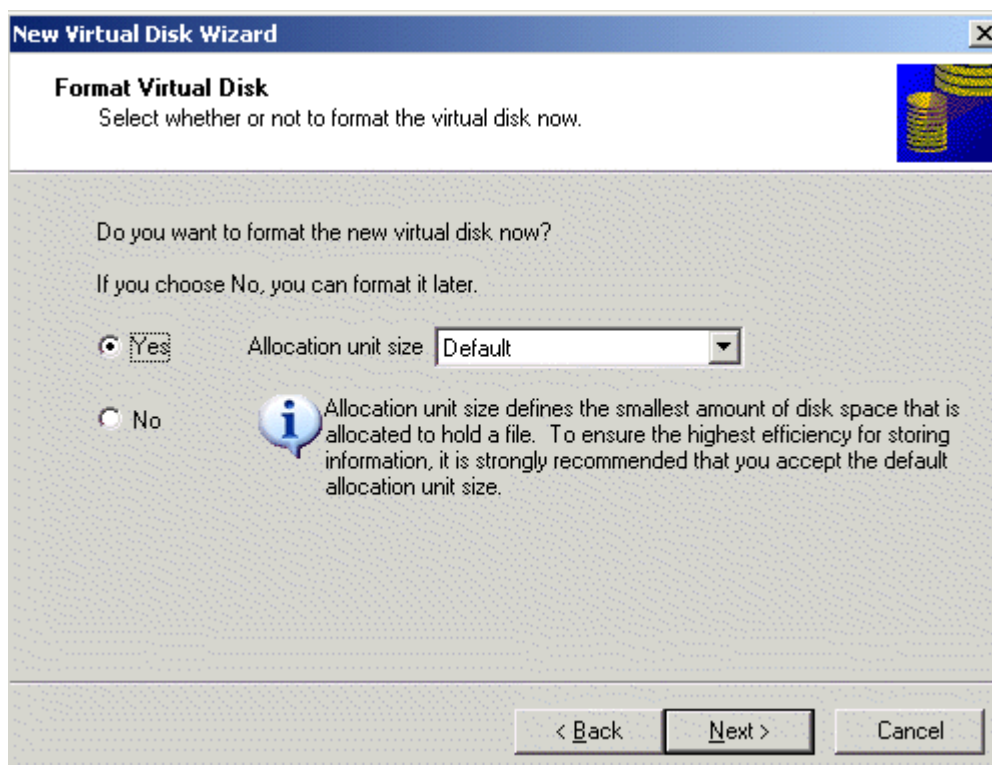 New Virtual Disk Wizard
Format Virtual Disk
Select whether or not to format the virtual disk now.
Do you want to format the new virtual disk now?
If you choose No, you can format it later.
Yes
Allocation unit size
Default
No
Allocation unit size defines the smallest amount of disk space that is
allocated to hold a file. To ensure the highest efficiency for storing
information, it is strongly recommended that you accept the default
allocation unit size.
< Back
Next >
Cancel